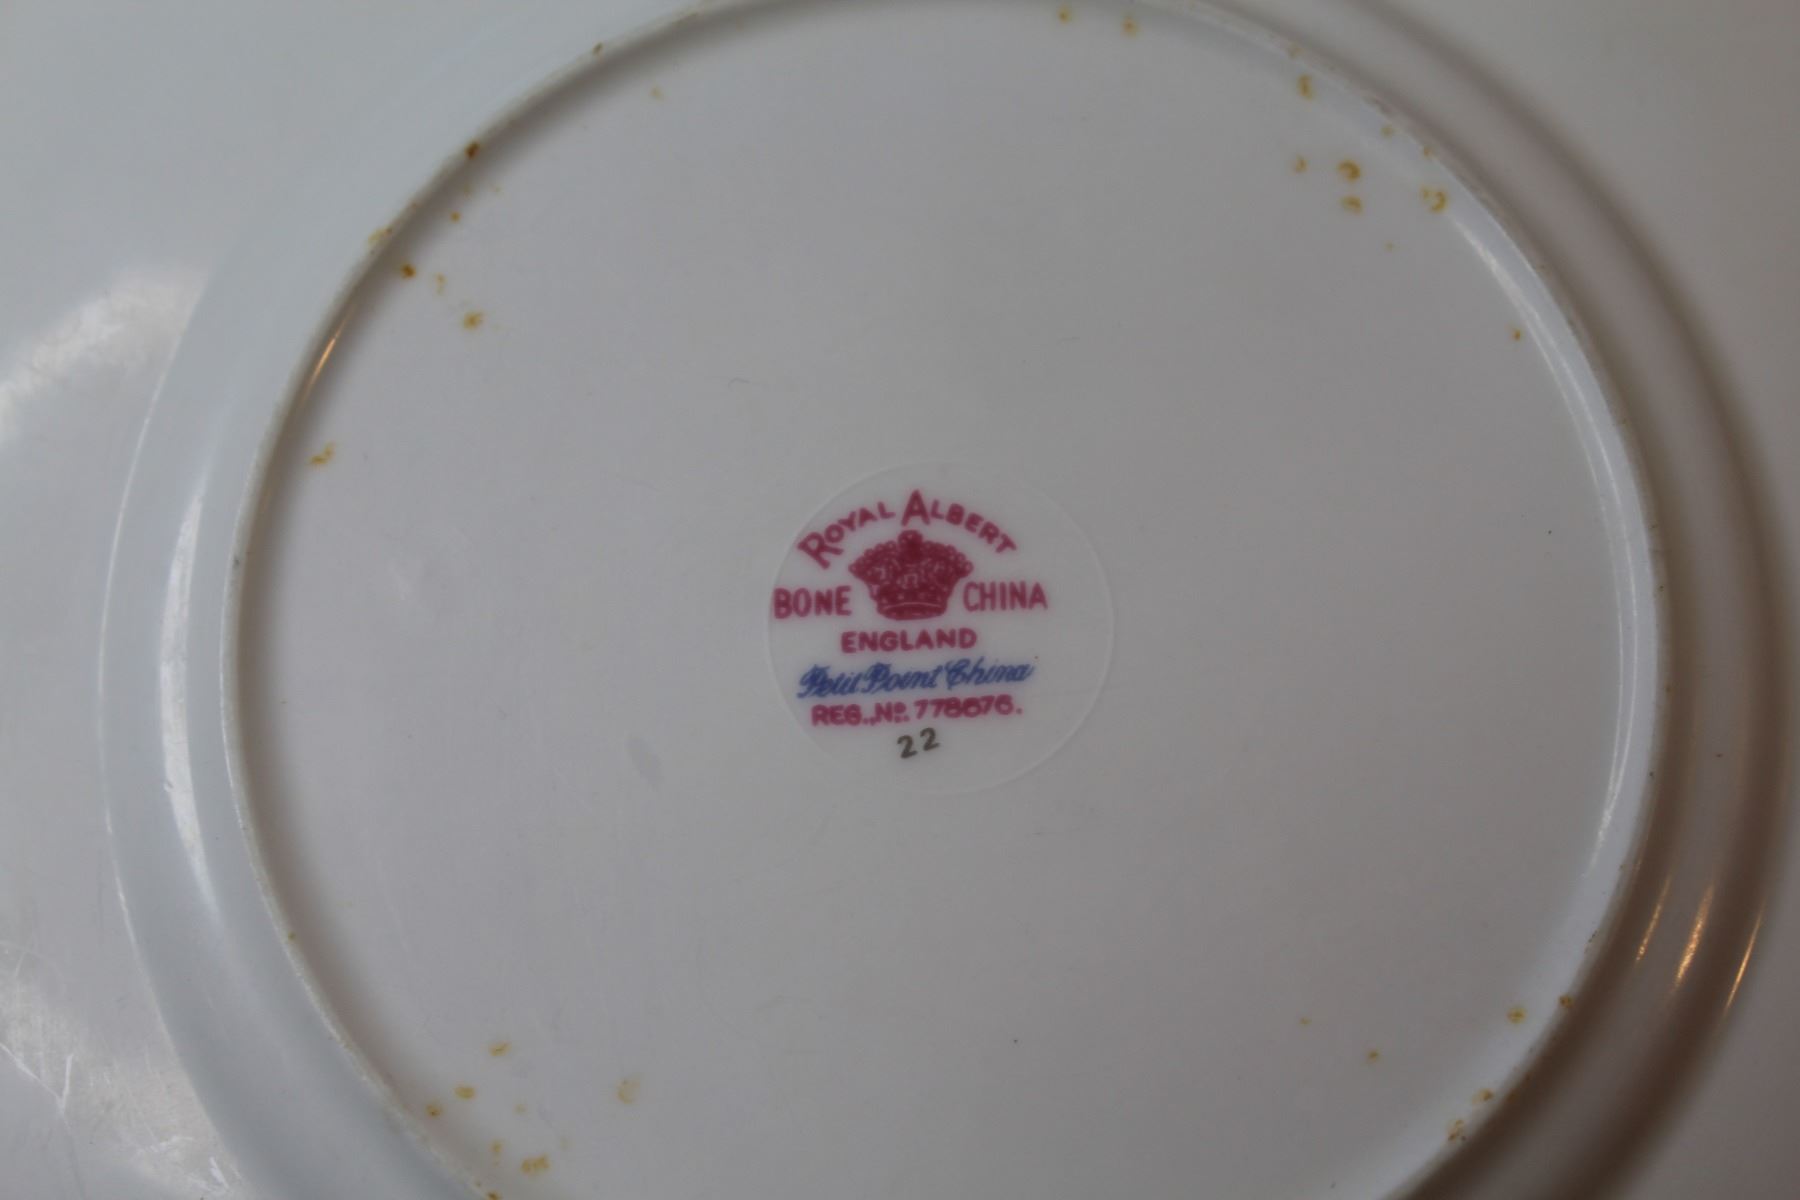 ROYAL ALBERT
BONE CHINA
ENGLAND
Petit Point China
REG., No. 778676.
22